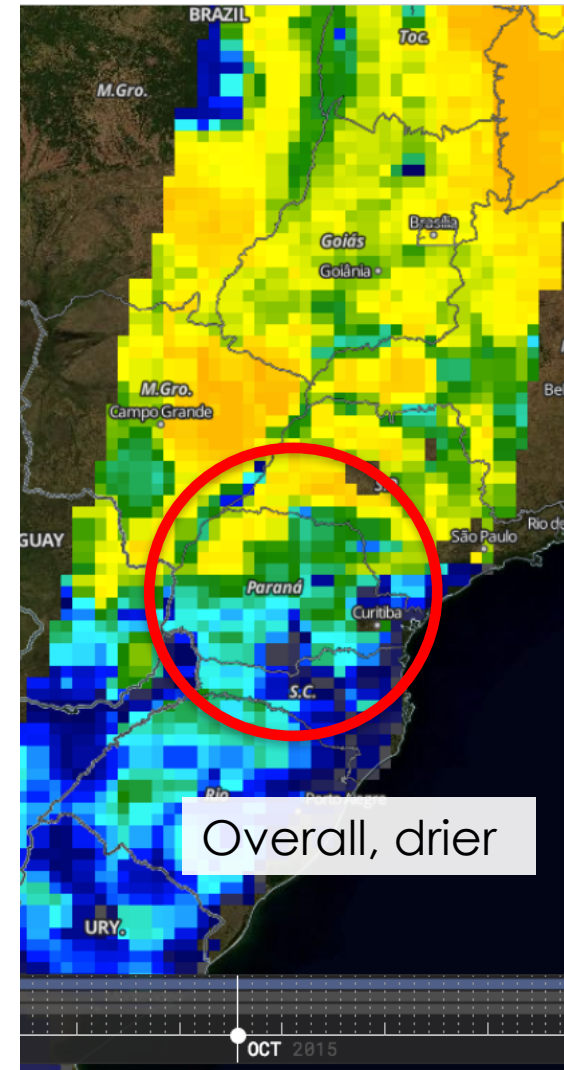 BRAZIL
Toc.
M.Gro.
Brasília
Goiás
Goiânia
M.Gro.
Campo Grande
Be
S.P.
GUAY
São Paulo
Rio de
Paraná
Curitiba
S.C.
Rio
Porto Alegre
Overall, drier
URY.
OCT 2015